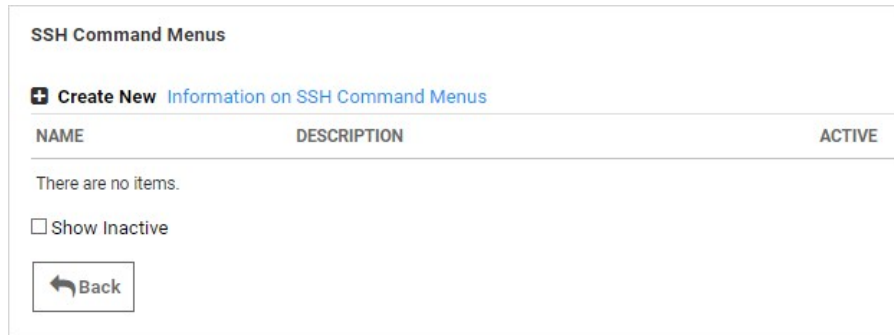 SSH Command Menus
Create New Information on SSH Command Menus
NAME DESCRIPTION ACTIVE
There are no items.
Show Inactive
Back